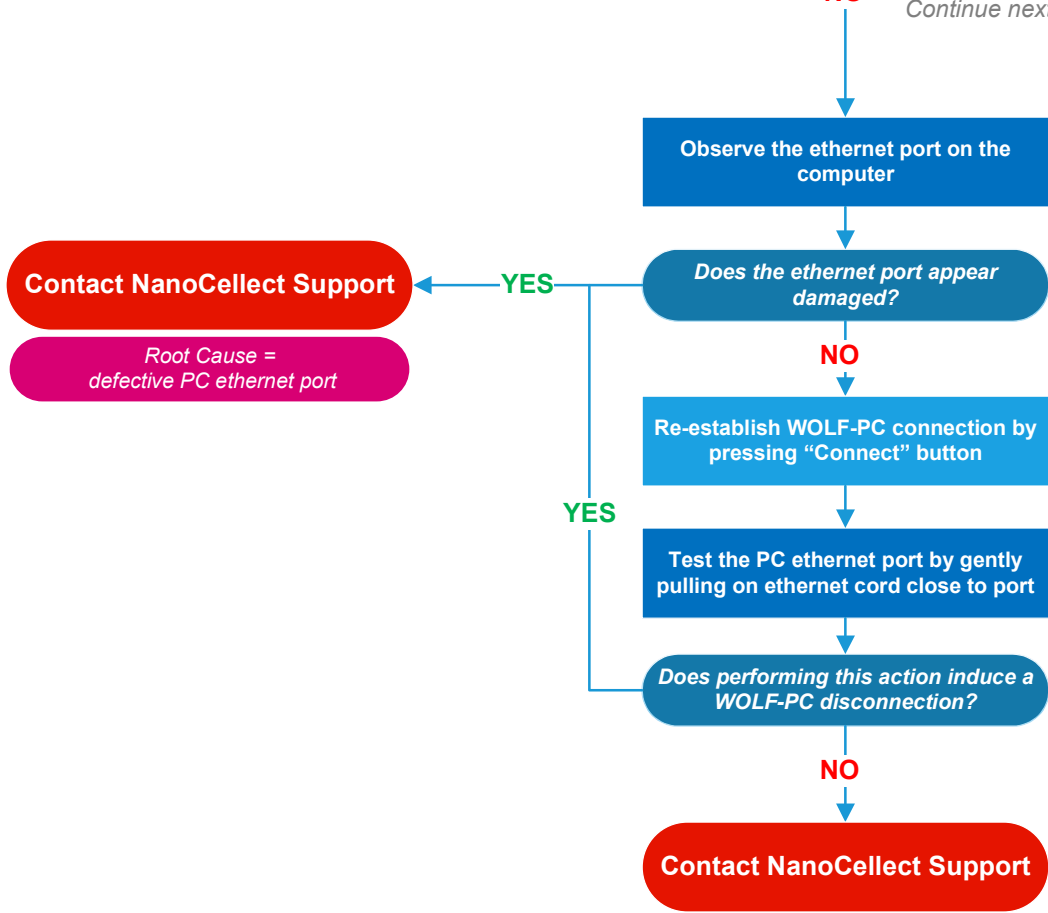 NO
Continue next
Observe the ethernet port on the
computer
Does the ethernet port appear
damaged?
YES
Contact NanoCellect Support
Root Cause =
defective PC ethernet port
NO
Re-establish WOLF-PC connection by
pressing “Connect” button
YES
Test the PC ethernet port by gently
pulling on ethernet cord close to port
Does performing this action induce a
WOLF-PC disconnection?
NO
Contact NanoCellect Support